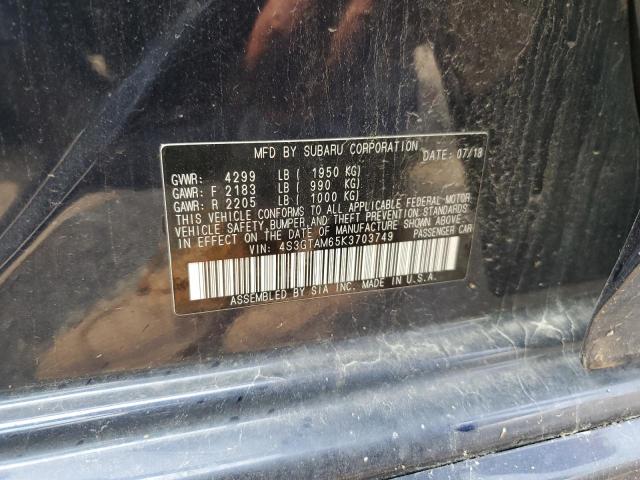 MFD BY SUBARU CORPORATION DATE: 07/18
GVWR: 4299 LB ( 1950 KG)
GAWR: F 2183 LB ( 990 KG)
GAWR: R 2205 LB ( 1000 KG)
THIS VEHICLE CONFORMS TO ALL APPLICABLE FEDERAL MOTOR
VEHICLE SAFETY,BUMPER AND THEFT PREVENTION STANDARDS
IN EFFECT ON THE DATE OF MANUFACTURE SHOWN ABOVE.
VIN: 4S3GTAM65K3703749 PASSENGER CAR
ASSEMBLED BY SIA INC. MADE IN U.S.A.